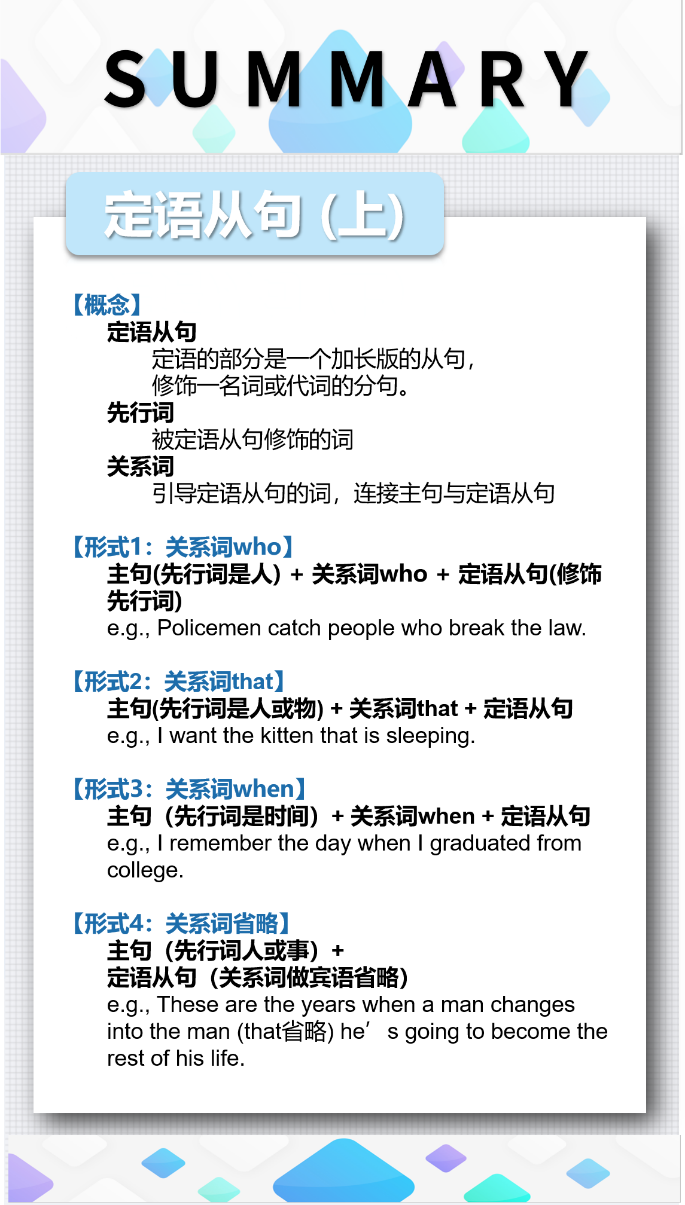 SUMMARY
定语从句 (上)
【概念】
定语从句
定语的部分是一个加长版的从句，
修饰一名词或代词的分句。
先行词
被定语从句修饰的词
关系词
引导定语从句的词，连接主句与定语从句
【形式1：关系词who】
主句(先行词是人) + 关系词who + 定语从句(修饰
先行词)
e.g., Policemen catch people who break the law.
【形式2：关系词that】
主句(先行词是人或物) + 关系词that + 定语从句
e.g., I want the kitten that is sleeping.
【形式3：关系词when】
主句（先行词是时间）+ 关系词when + 定语从句
e.g., I remember the day when I graduated from
college.
【形式4：关系词省略】
主句（先行词人或事）+
定语从句（关系词做宾语省略）
e.g., These are the years when a man changes
into the man (that省略) he’s going to become the
rest of his life.